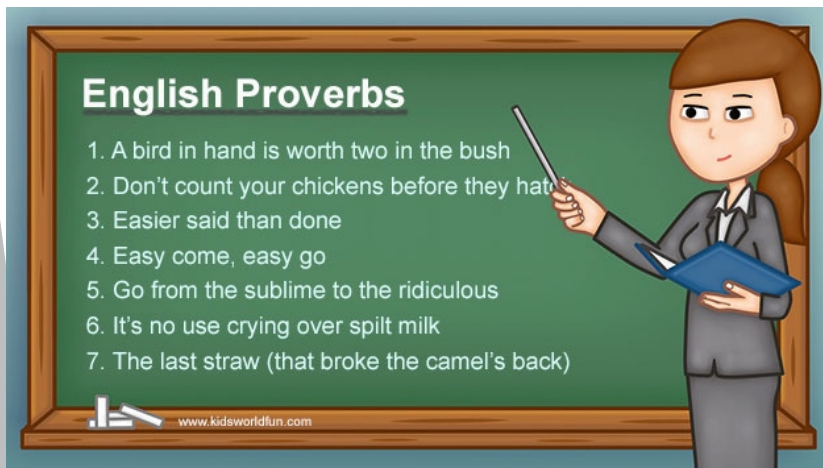 English Proverbs
1. A bird in hand is worth two in the bush
2. Don't count your chickens before they hatch
3. Easier said than done
4. Easy come, easy go
5. Go from the sublime to the ridiculous
6. It's no use crying over spilt milk
7. The last straw (that broke the camel's back)
www.kidsworldfun.com